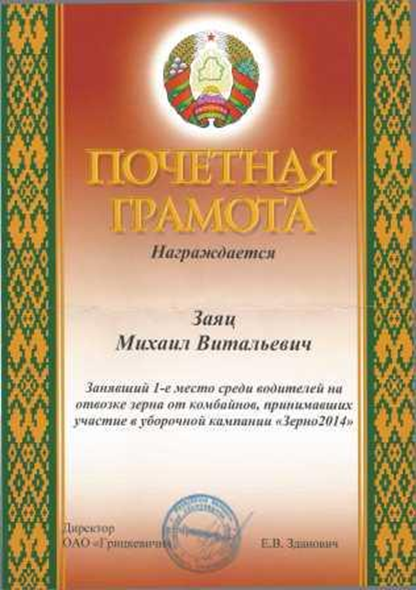 ПОЧЕТНАЯ
ГРАМОТА
Награждается
Заяц
Михаил Витальевич
Занявший 1-е место среди водителей на
отвозке зерна от комбайнов, принимавших
участие в уборочной кампании «Зерно2014»
Директор
ОАО «Грицкевичи» Е.В. Зданович